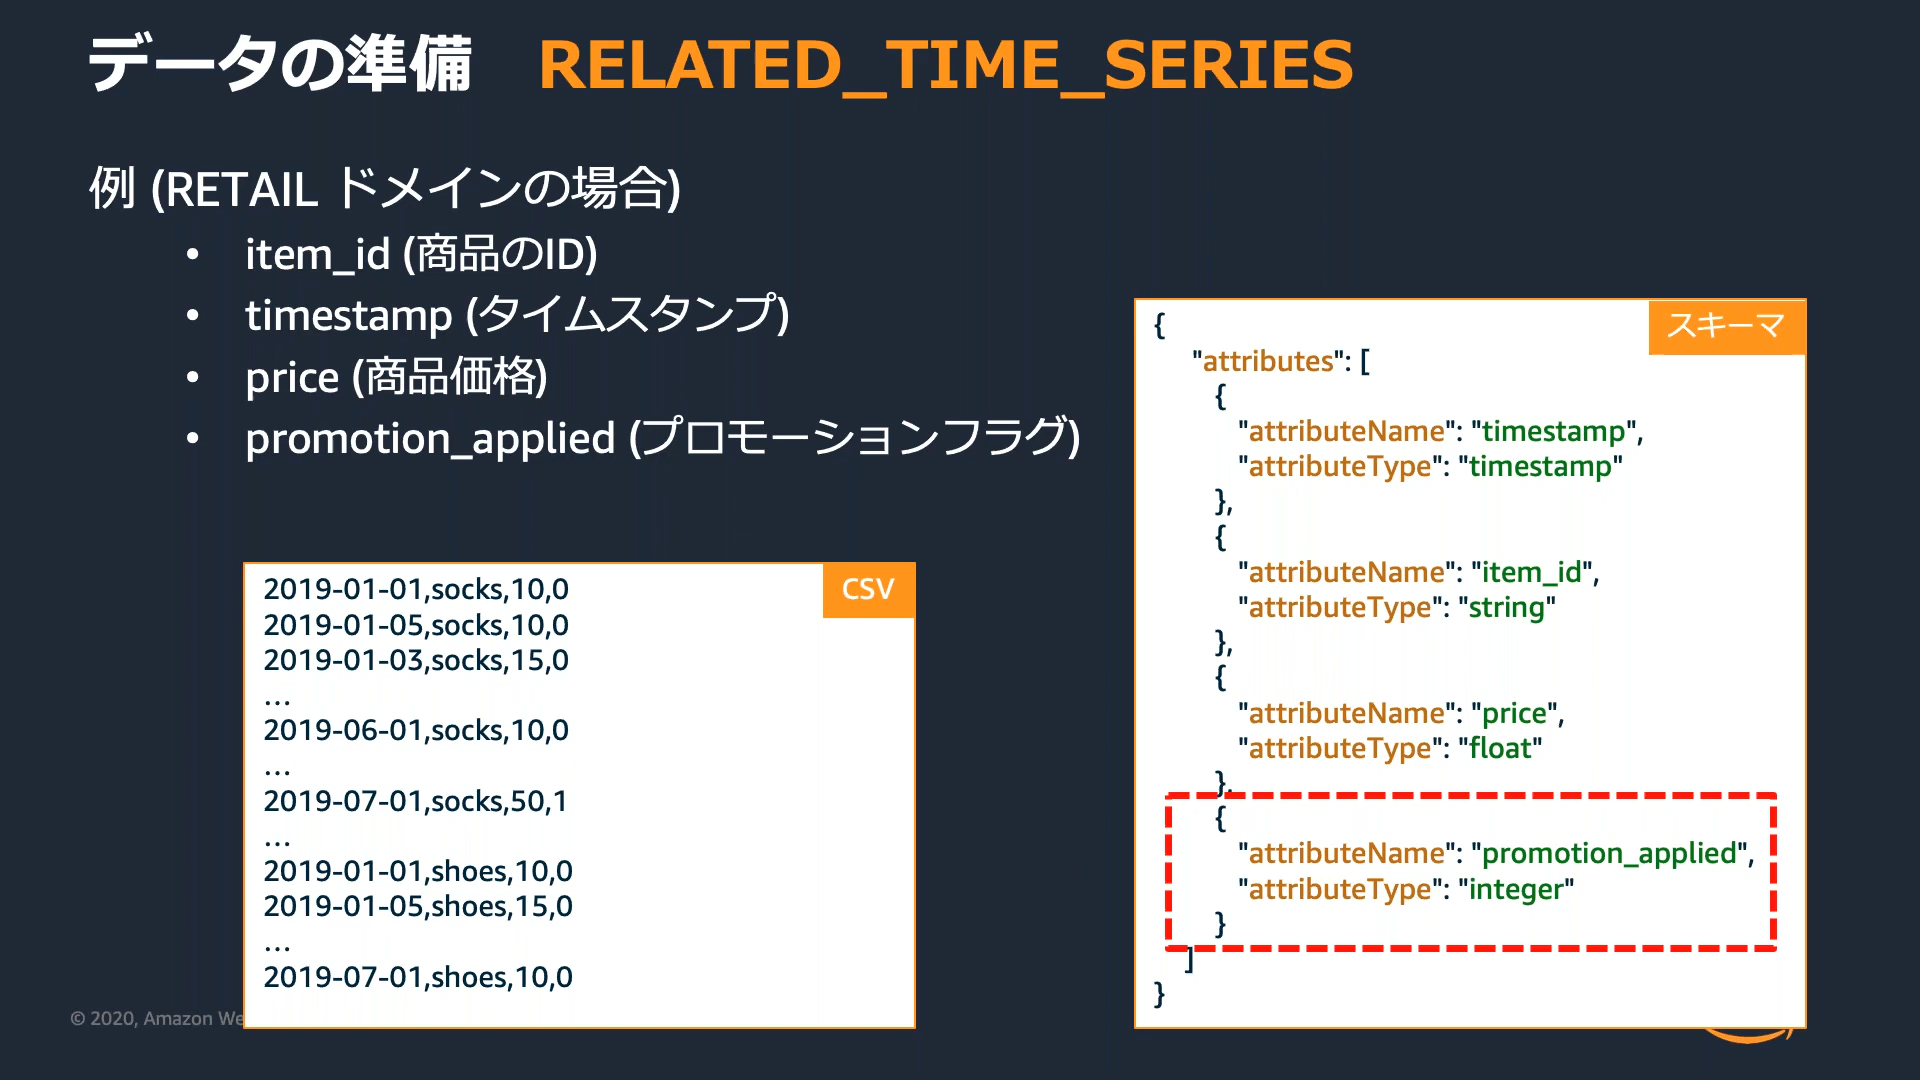 データの準備 RELATED_TIME_SERIES
例 (RETAIL ドメインの場合)
• item_id (商品のID)
• timestamp (タイムスタンプ)
• price (商品価格)
• promotion_applied (プロモーションフラグ)
CSV
2019-01-01,socks,10,0
2019-01-05,socks,10,0
2019-01-03,socks,15,0
...
2019-06-01,socks,10,0
...
2019-07-01,socks,50,1
...
2019-01-01,shoes,10,0
2019-01-05,shoes,15,0
...
2019-07-01,shoes,10,0
スキーマ
{
"attributes": [
{
"attributeName": "timestamp",
"attributeType": "timestamp"
},
{
"attributeName": "item_id",
"attributeType": "string"
},
{
"attributeName": "price",
"attributeType": "float"
},
{
"attributeName": "promotion_applied",
"attributeType": "integer"
}
]
}
© 2020, Amazon We